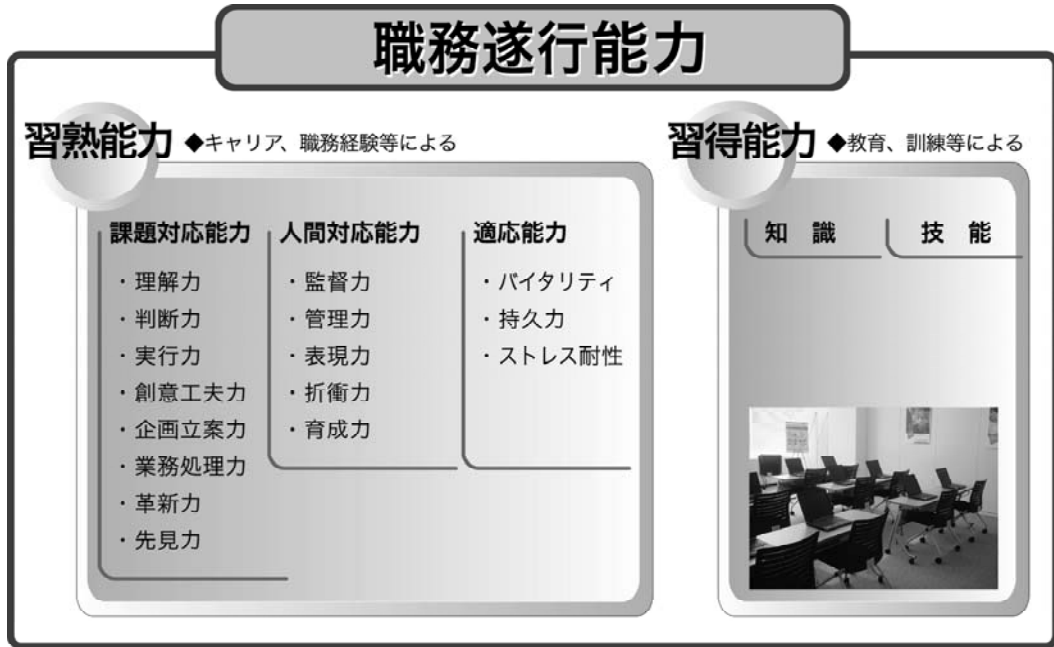 職務遂行能力
習熟能力 ◆キャリア、職務経験等による
課題対応能力
・理解力
・判断力
・実行力
・創意工夫力
・企画立案力
・業務処理力
・革新力
・先見力
人間対応能力
・監督力
・管理力
・表現力
・折衝力
・育成力
適応能力
・バイタリティ
・持久力
・ストレス耐性
習得能力 ◆教育、訓練等による
知 識
技 能